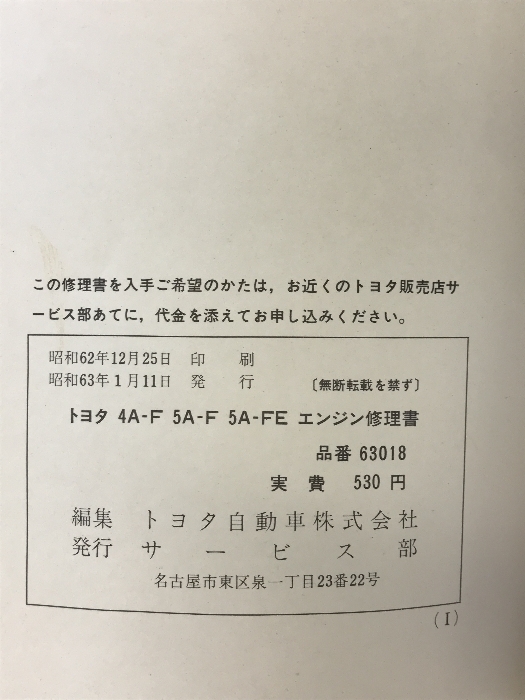 この修理書を入手ご希望のかたは，お近くのトヨタ販売店サ
ービス部あてに，代金を添えてお申し込みください。
昭和62年12月25日 印 刷
昭和63年1月11日 発 行 〔無断転載を禁ず〕
トヨタ 4A-F 5A-F 5A-FE エンジン修理書
品番 63018
実 費 530 円
編集 トヨタ自動車株式会社
発行 サービス部
名古屋市東区泉一丁目23番22号
(I)